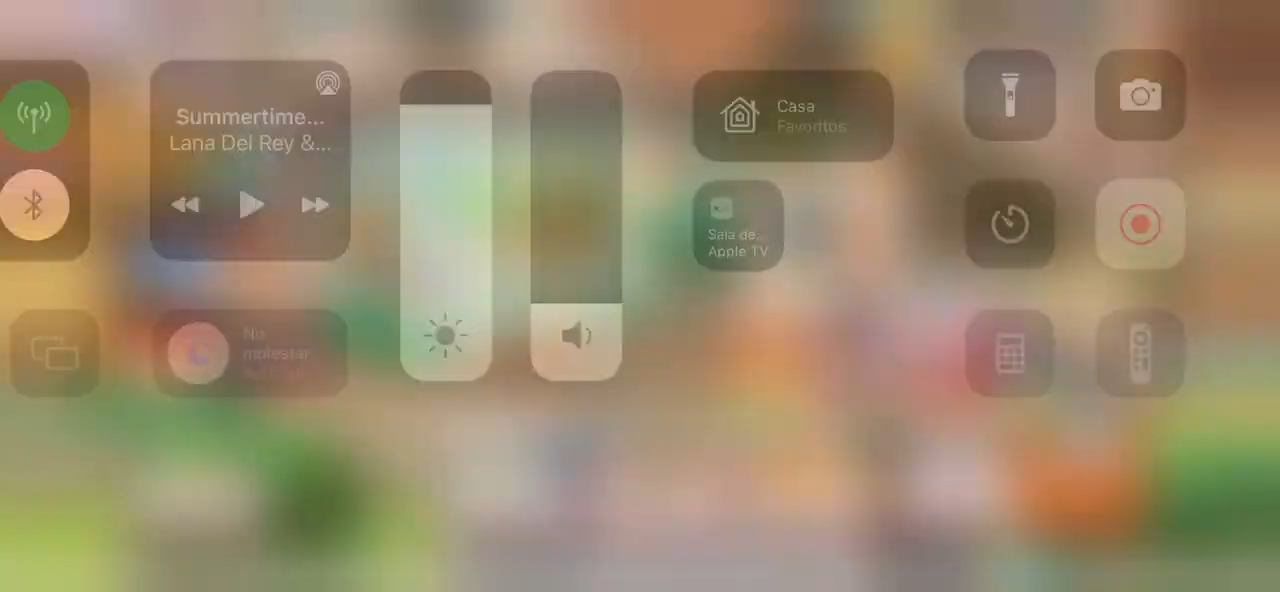 Summertime...
Lana Del Rey &...
Casa
Favoritos
Sala de...
Apple TV
No
molestar